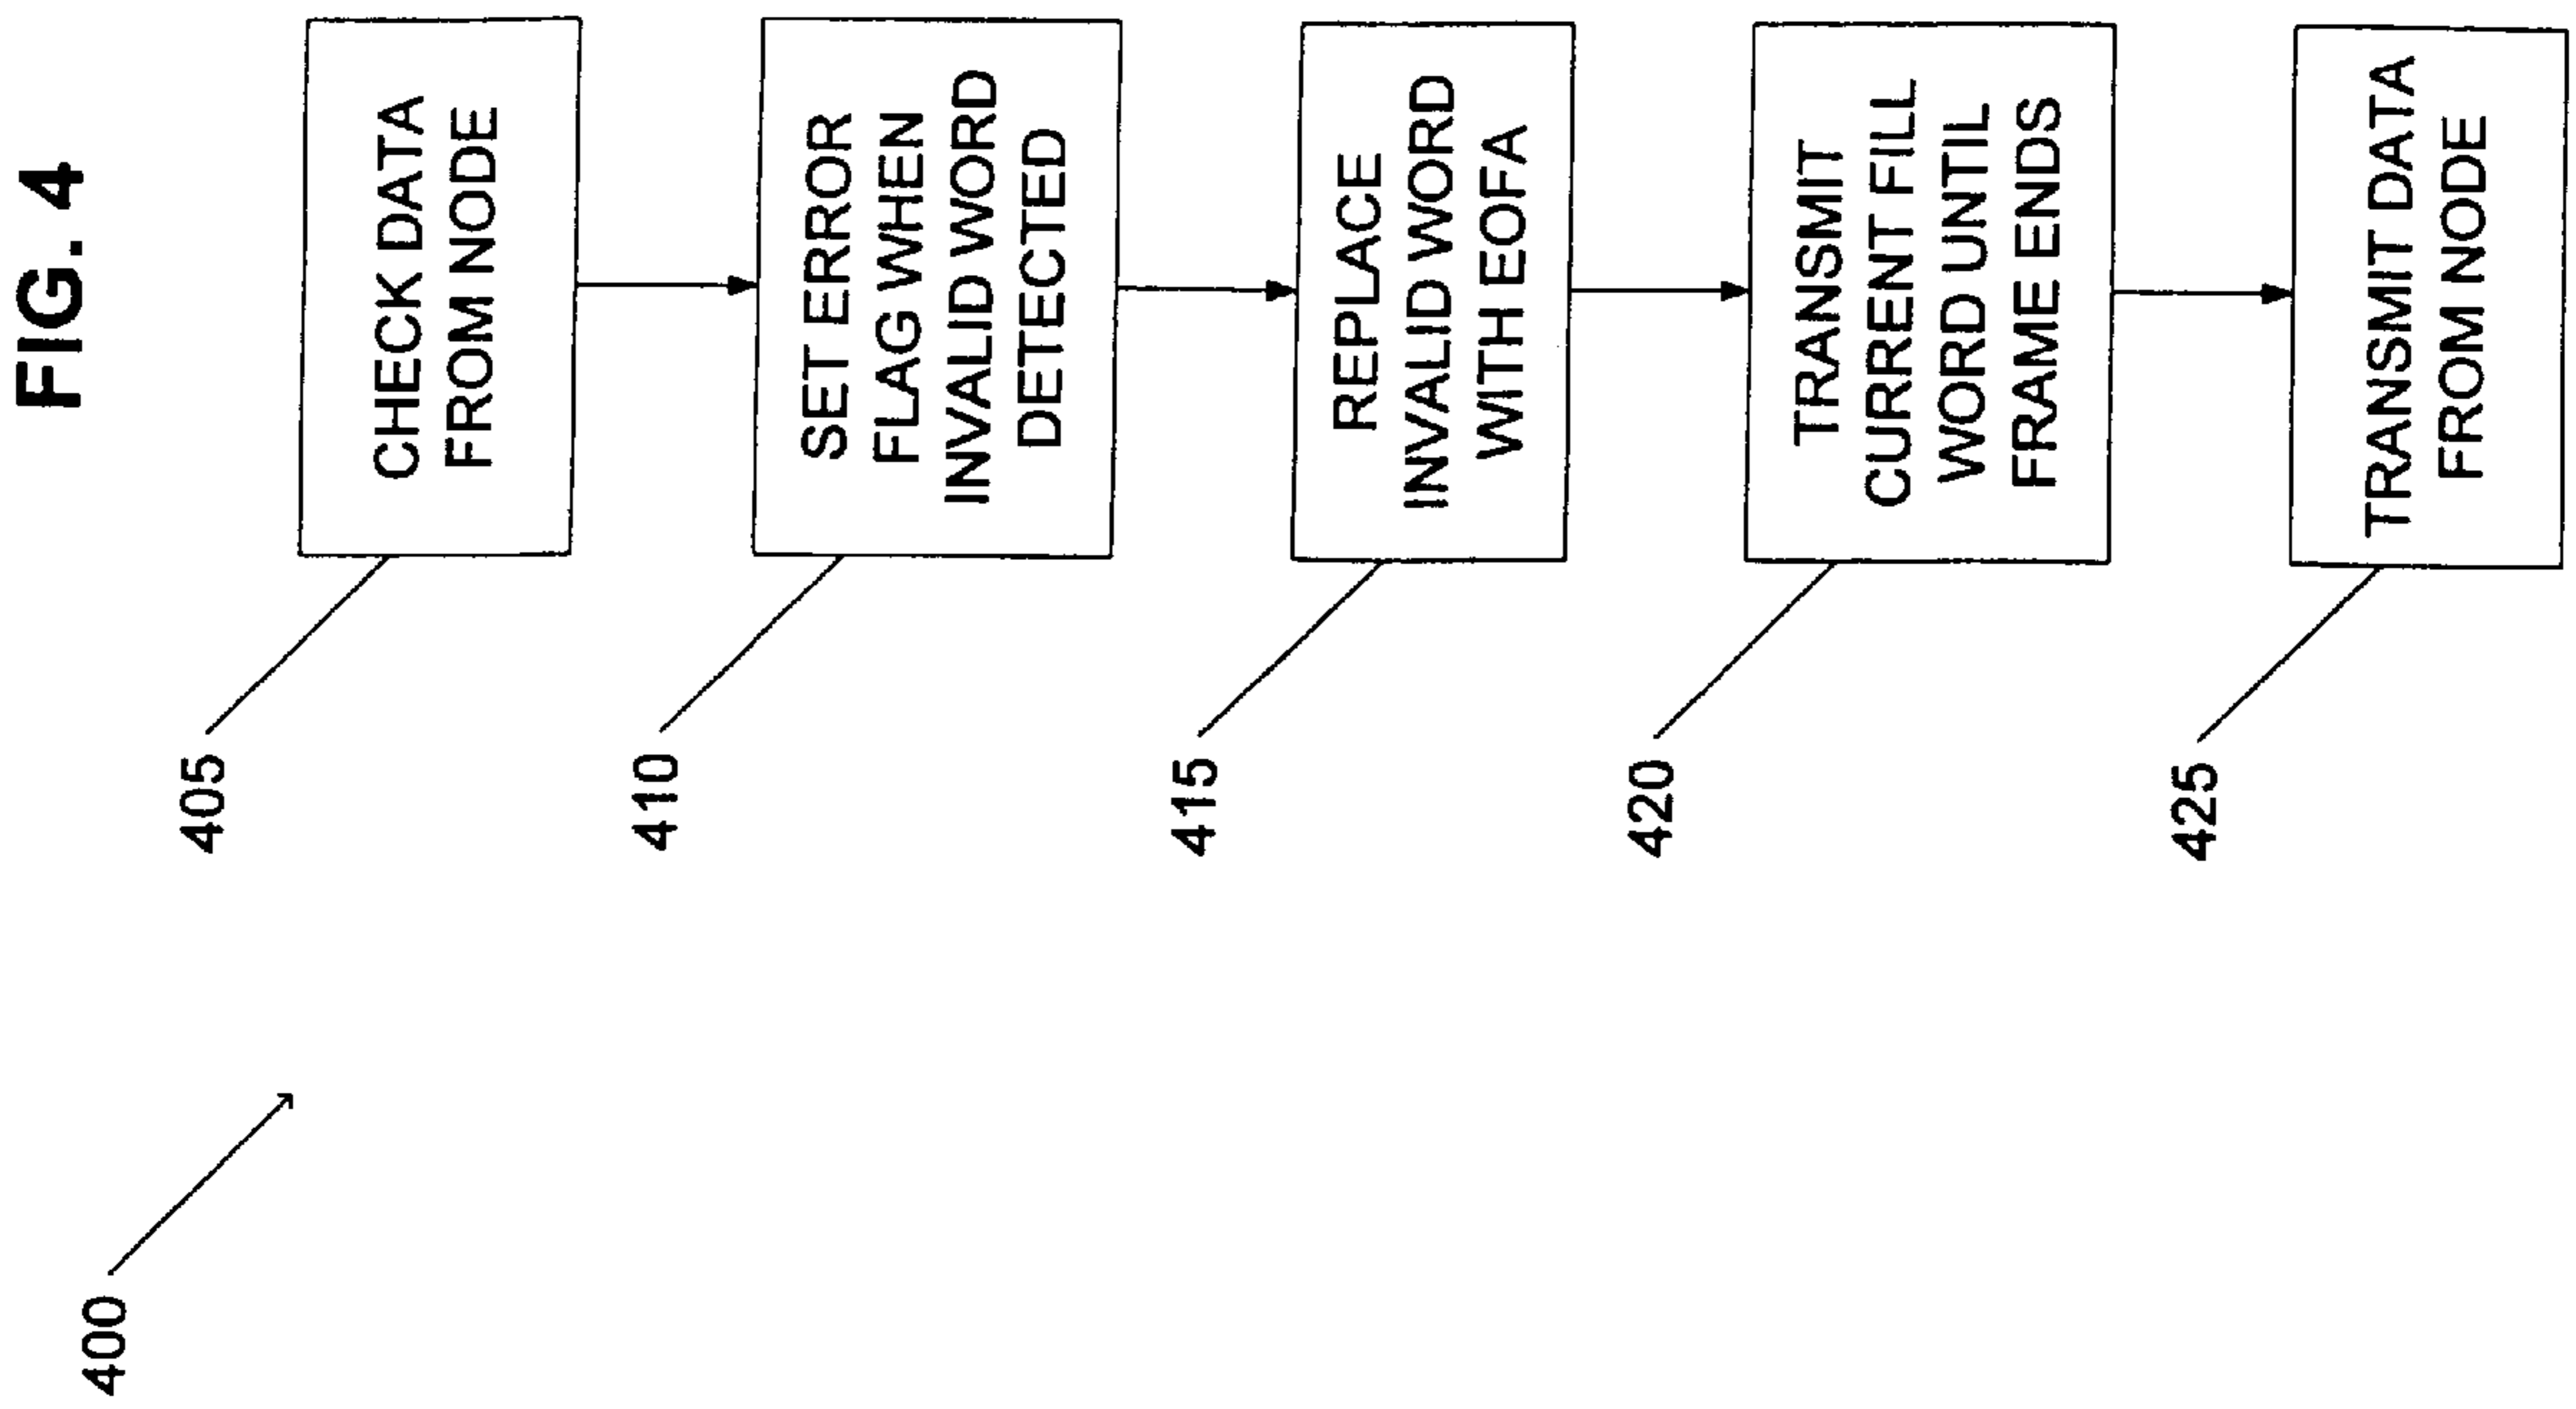 FIG. 4
400
405
CHECK DATA
FROM NODE
410
SET ERROR
FLAG WHEN
INVALID WORD
DETECTED
415
REPLACE
INVALID WORD
WITH EOFA
420
TRANSMIT
CURRENT FILL
WORD UNTIL
FRAME ENDS
425
TRANSMIT DATA
FROM NODE